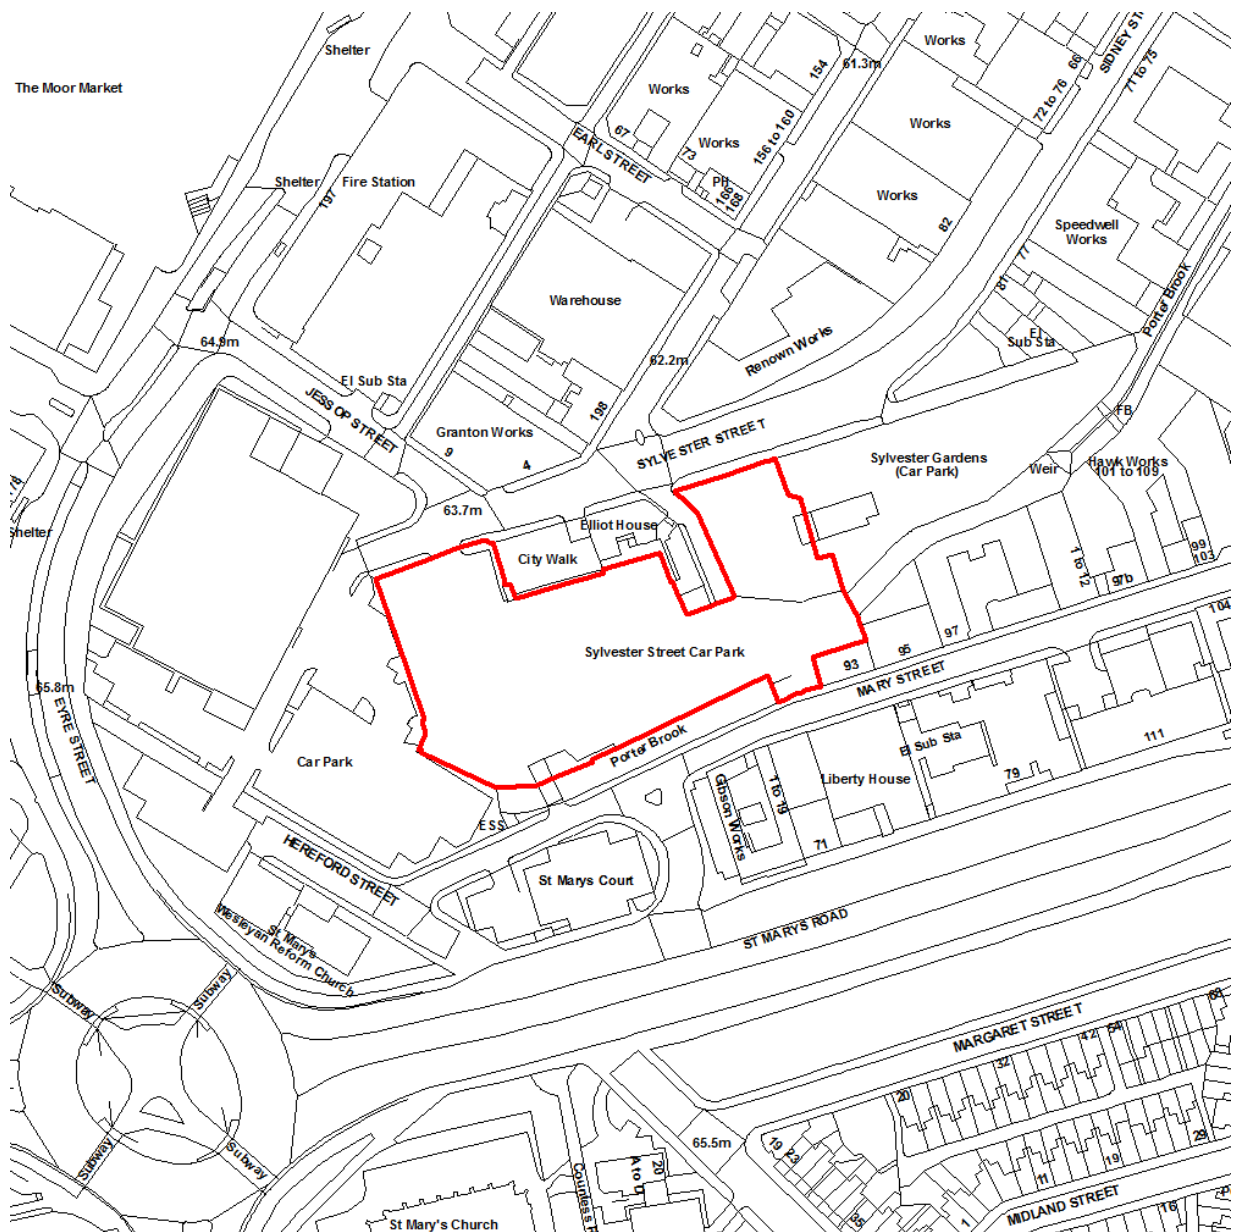 Shelter
The Moor Market
Works
61.3m
154
SIDNEY ST
66
71 to 75
72 to 76
Works
67
EARL STREET
Works
73
156 to 160
Works
PH
166
168
Works
82
Shelter
197
Fire Station
Speedwell
Works
77
81
Porter Brook
Warehouse
El
Sub Sta
64.9m
62.2m
Renown Works
El Sub Sta
JESSOP STREET
198
FB
Granton Works
9
4
SYLVESTER STREET
Sylvester Gardens
(Car Park)
Weir
Hawk Works
101 to 109
178
Shelter
63.7m
Elliot House
City Walk
99
103
1 to 12
97b
104
Sylvester Street Car Park
93
95
97
MARY STREET
65.8m
EYRE STREET
Porter Brook
El Sub Sta
111
Car Park
Gibson Works
1 to 19
Liberty House
79
ESS
71
HEREFORD STREET
St Marys Court
St Marys
Wesleyan Reform Church
ST MARYS ROAD
Subway
Subway
MARGARET STREET
68
54
42
32
20
65.5m
19
23
29
19
11
Subway
Subway
20
A to D
Countess R
35
1
MIDLAND STREET
16
St Mary's Church